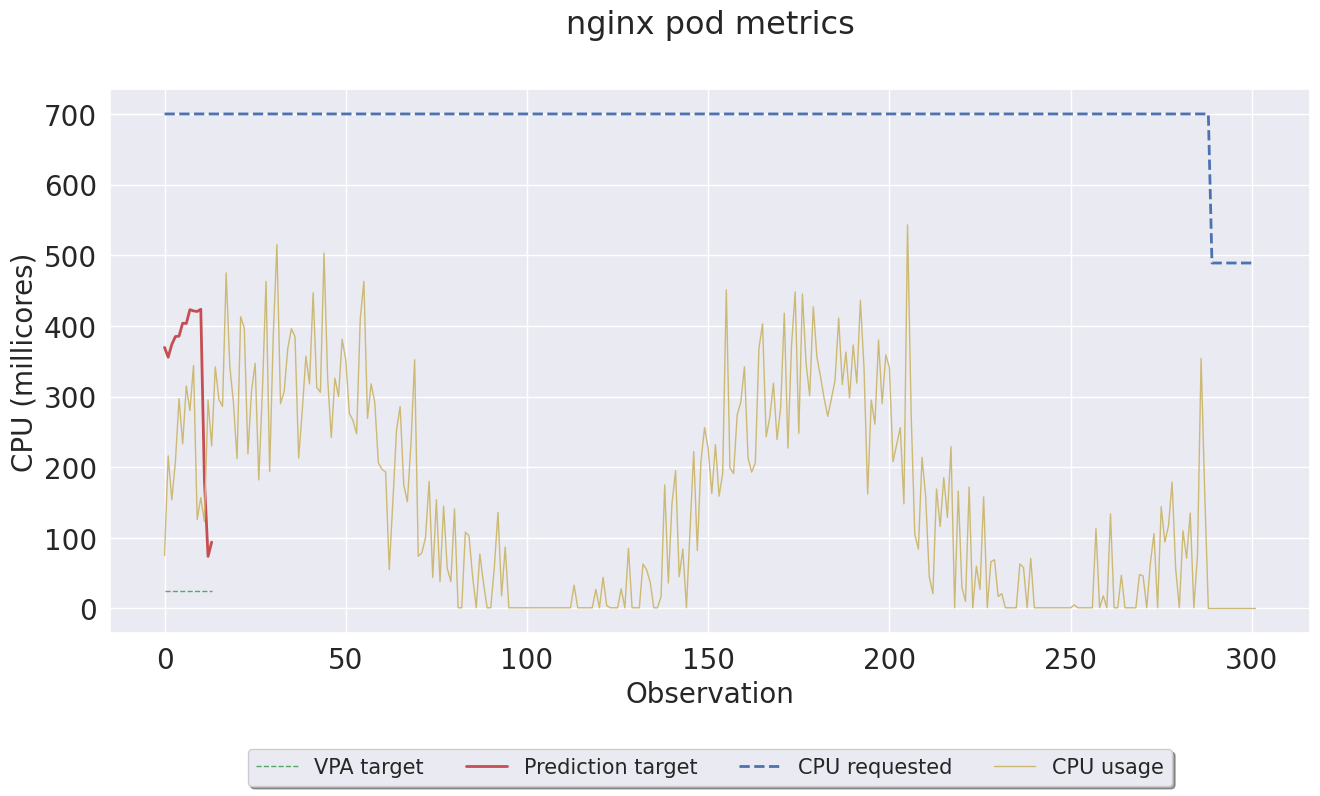 nginx pod metrics
700
600
500
400
300
200
100
0
CPU (millicores)
0 50 100 150 200 250 300
Observation
VPA target Prediction target CPU requested CPU usage